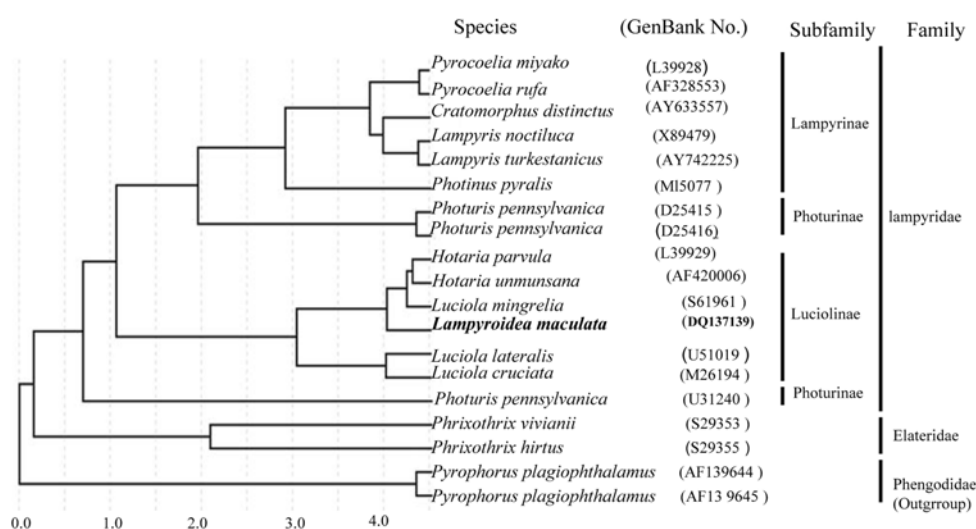 Species (GenBank No.) Subfamily Family
Pyrocoelia miyako (L39928)
Pyrocoelia rufa (AF328553)
Cratomorphus distinctus (AY633557)
Lampyrinae
Lampyris noctiluca (X89479)
Lampyris turkestanicus (AY742225)
Photinus pyralis (Ml5077)
Photuris pennsylvanica (D25415 )
Photurinae lampyridae
Photuris pennsylvanica (D25416)
Hotaria parvula (L39929)
Hotaria unmunsana (AF420006)
Luciola mingrelia (S61961 )
Luciolinae
Lampyroidea maculata (DQ137139)
Luciola lateralis (U51019 )
Luciola cruciata (M26194 )
Photuris pennsylvanica (U31240 ) Photurinae
Phrixothrix vivianii (S29353 )
Elateridae
Phrixothrix hirtus (S29355 )
Pyrophorus plagiophthalamus (AF139644 )
Phengodidae
Pyrophorus plagiophthalamus (AF13 9645 )
(Outgrroup)
0.0 1.0 2.0 3.0 4.0